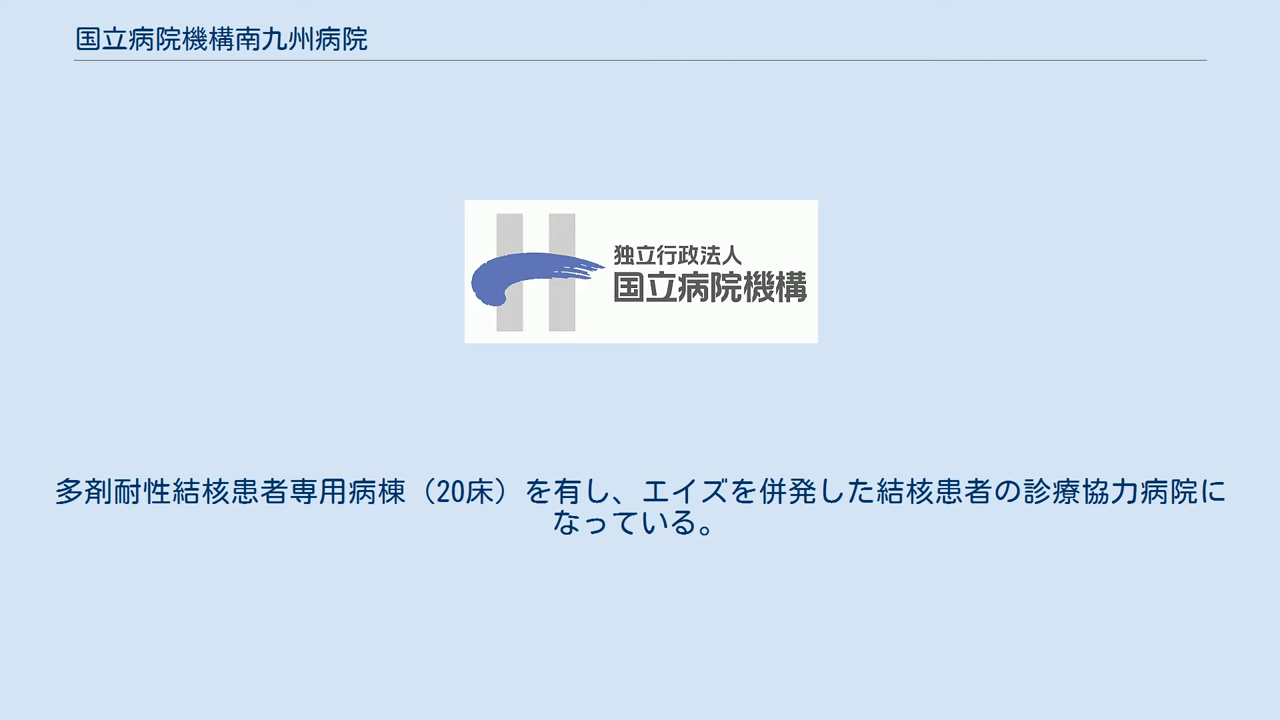 国立病院機構南九州病院
独立行政法人
国立病院機構
多剤耐性結核患者専用病棟（20床）を有し、エイズを併発した結核患者の診療協力病院に
なっている。